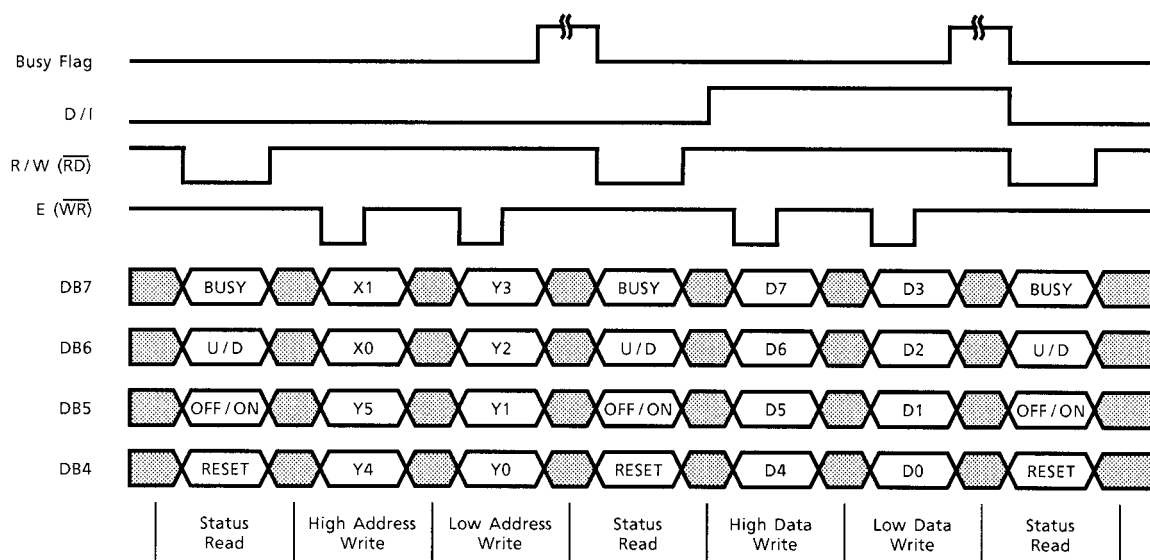 Busy Flag
D / I
R / W (RD)
E (WR)
DB7 BUSY X1 Y3 BUSY D7 D3 BUSY
DB6 U / D X0 Y2 U / D D6 D2 U / D
DB5 OFF / ON Y5 Y1 OFF / ON D5 D1 OFF / ON
DB4 RESET Y4 Y0 RESET D4 D0 RESET
Status High Address Low Address Status High Data Low Data Status
Read Write Write Read Write Write Read